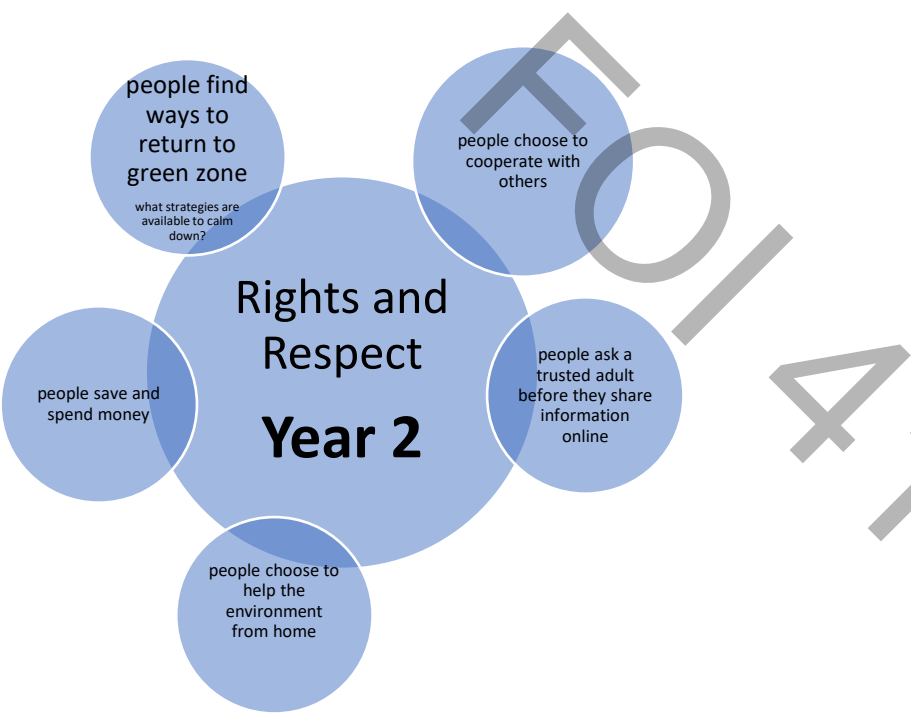 people find
ways to
return to
green zone
what strategies are
available to calm
down?
people choose to
cooperate with
others
Rights and
Respect
Year 2
people ask a
trusted adult
before they share
information
online
people save and
spend money
people choose to
help the
environment
from home
FOI 4